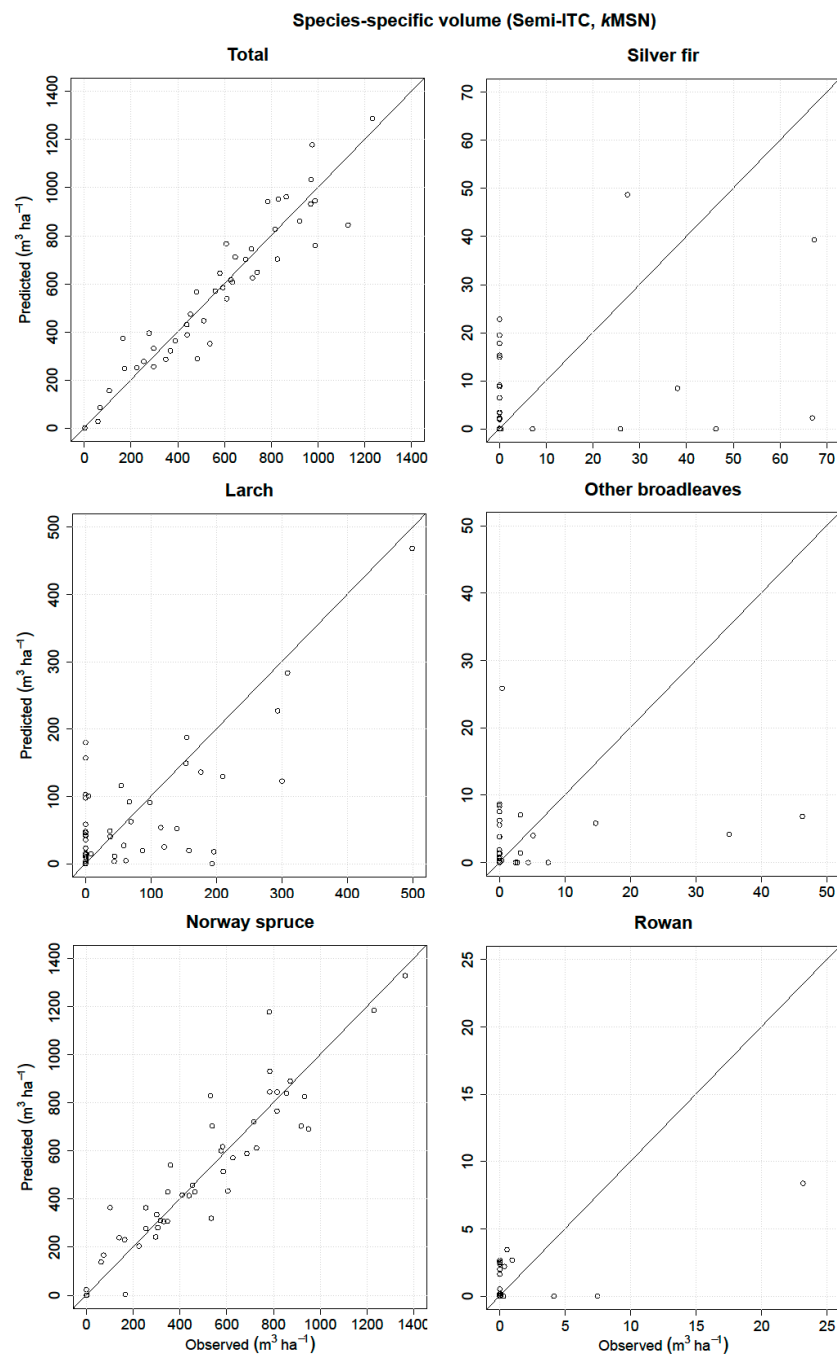 Species-specific volume (Semi-ITC, kMSN)
Total
Silver fir
Predicted (m³ ha⁻¹)
0 200 400 600 800 1000 1200 1400
0 200 400 600 800 1000 1200 1400
0 10 20 30 40 50 60 70
0 10 20 30 40 50 60 70
Larch
Other broadleaves
Predicted (m³ ha⁻¹)
0 100 200 300 400 500
0 100 200 300 400 500
0 10 20 30 40 50
0 10 20 30 40 50
Norway spruce
Rowan
Predicted (m³ ha⁻¹)
0 200 400 600 800 1000 1200 1400
0 200 400 600 800 1000 1200 1400
0 5 10 15 20 25
0 5 10 15 20 25
Observed (m³ ha⁻¹)
Observed (m³ ha⁻¹)